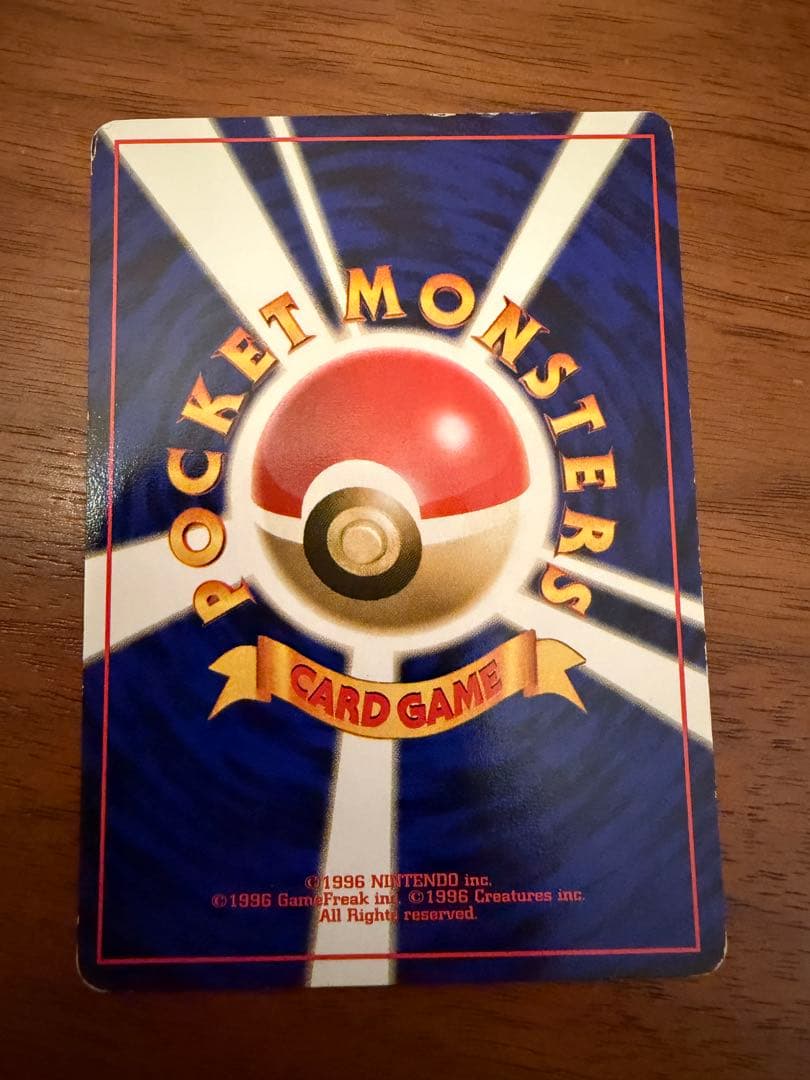 POCKET MONSTERS
CARD GAME
©1996 NINTENDO inc.
©1996 GameFreak inc. ©1996 Creatures inc.
All Rights reserved.